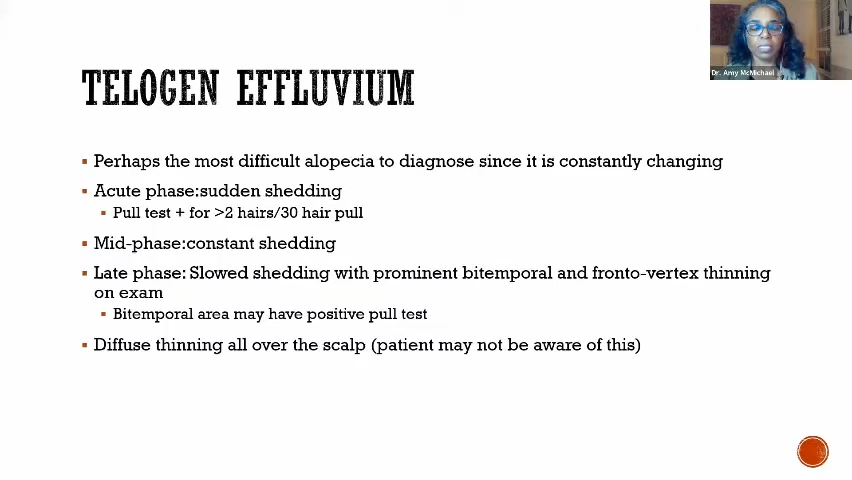 Dr. Amy McMichael
TELOGEN EFFLUVIUM
▪ Perhaps the most difficult alopecia to diagnose since it is constantly changing
▪ Acute phase:sudden shedding
▪ Pull test + for >2 hairs/30 hair pull
▪ Mid-phase:constant shedding
▪ Late phase: Slowed shedding with prominent bitemporal and fronto-vertex thinning
on exam
▪ Bitemporal area may have positive pull test
▪ Diffuse thinning all over the scalp (patient may not be aware of this)